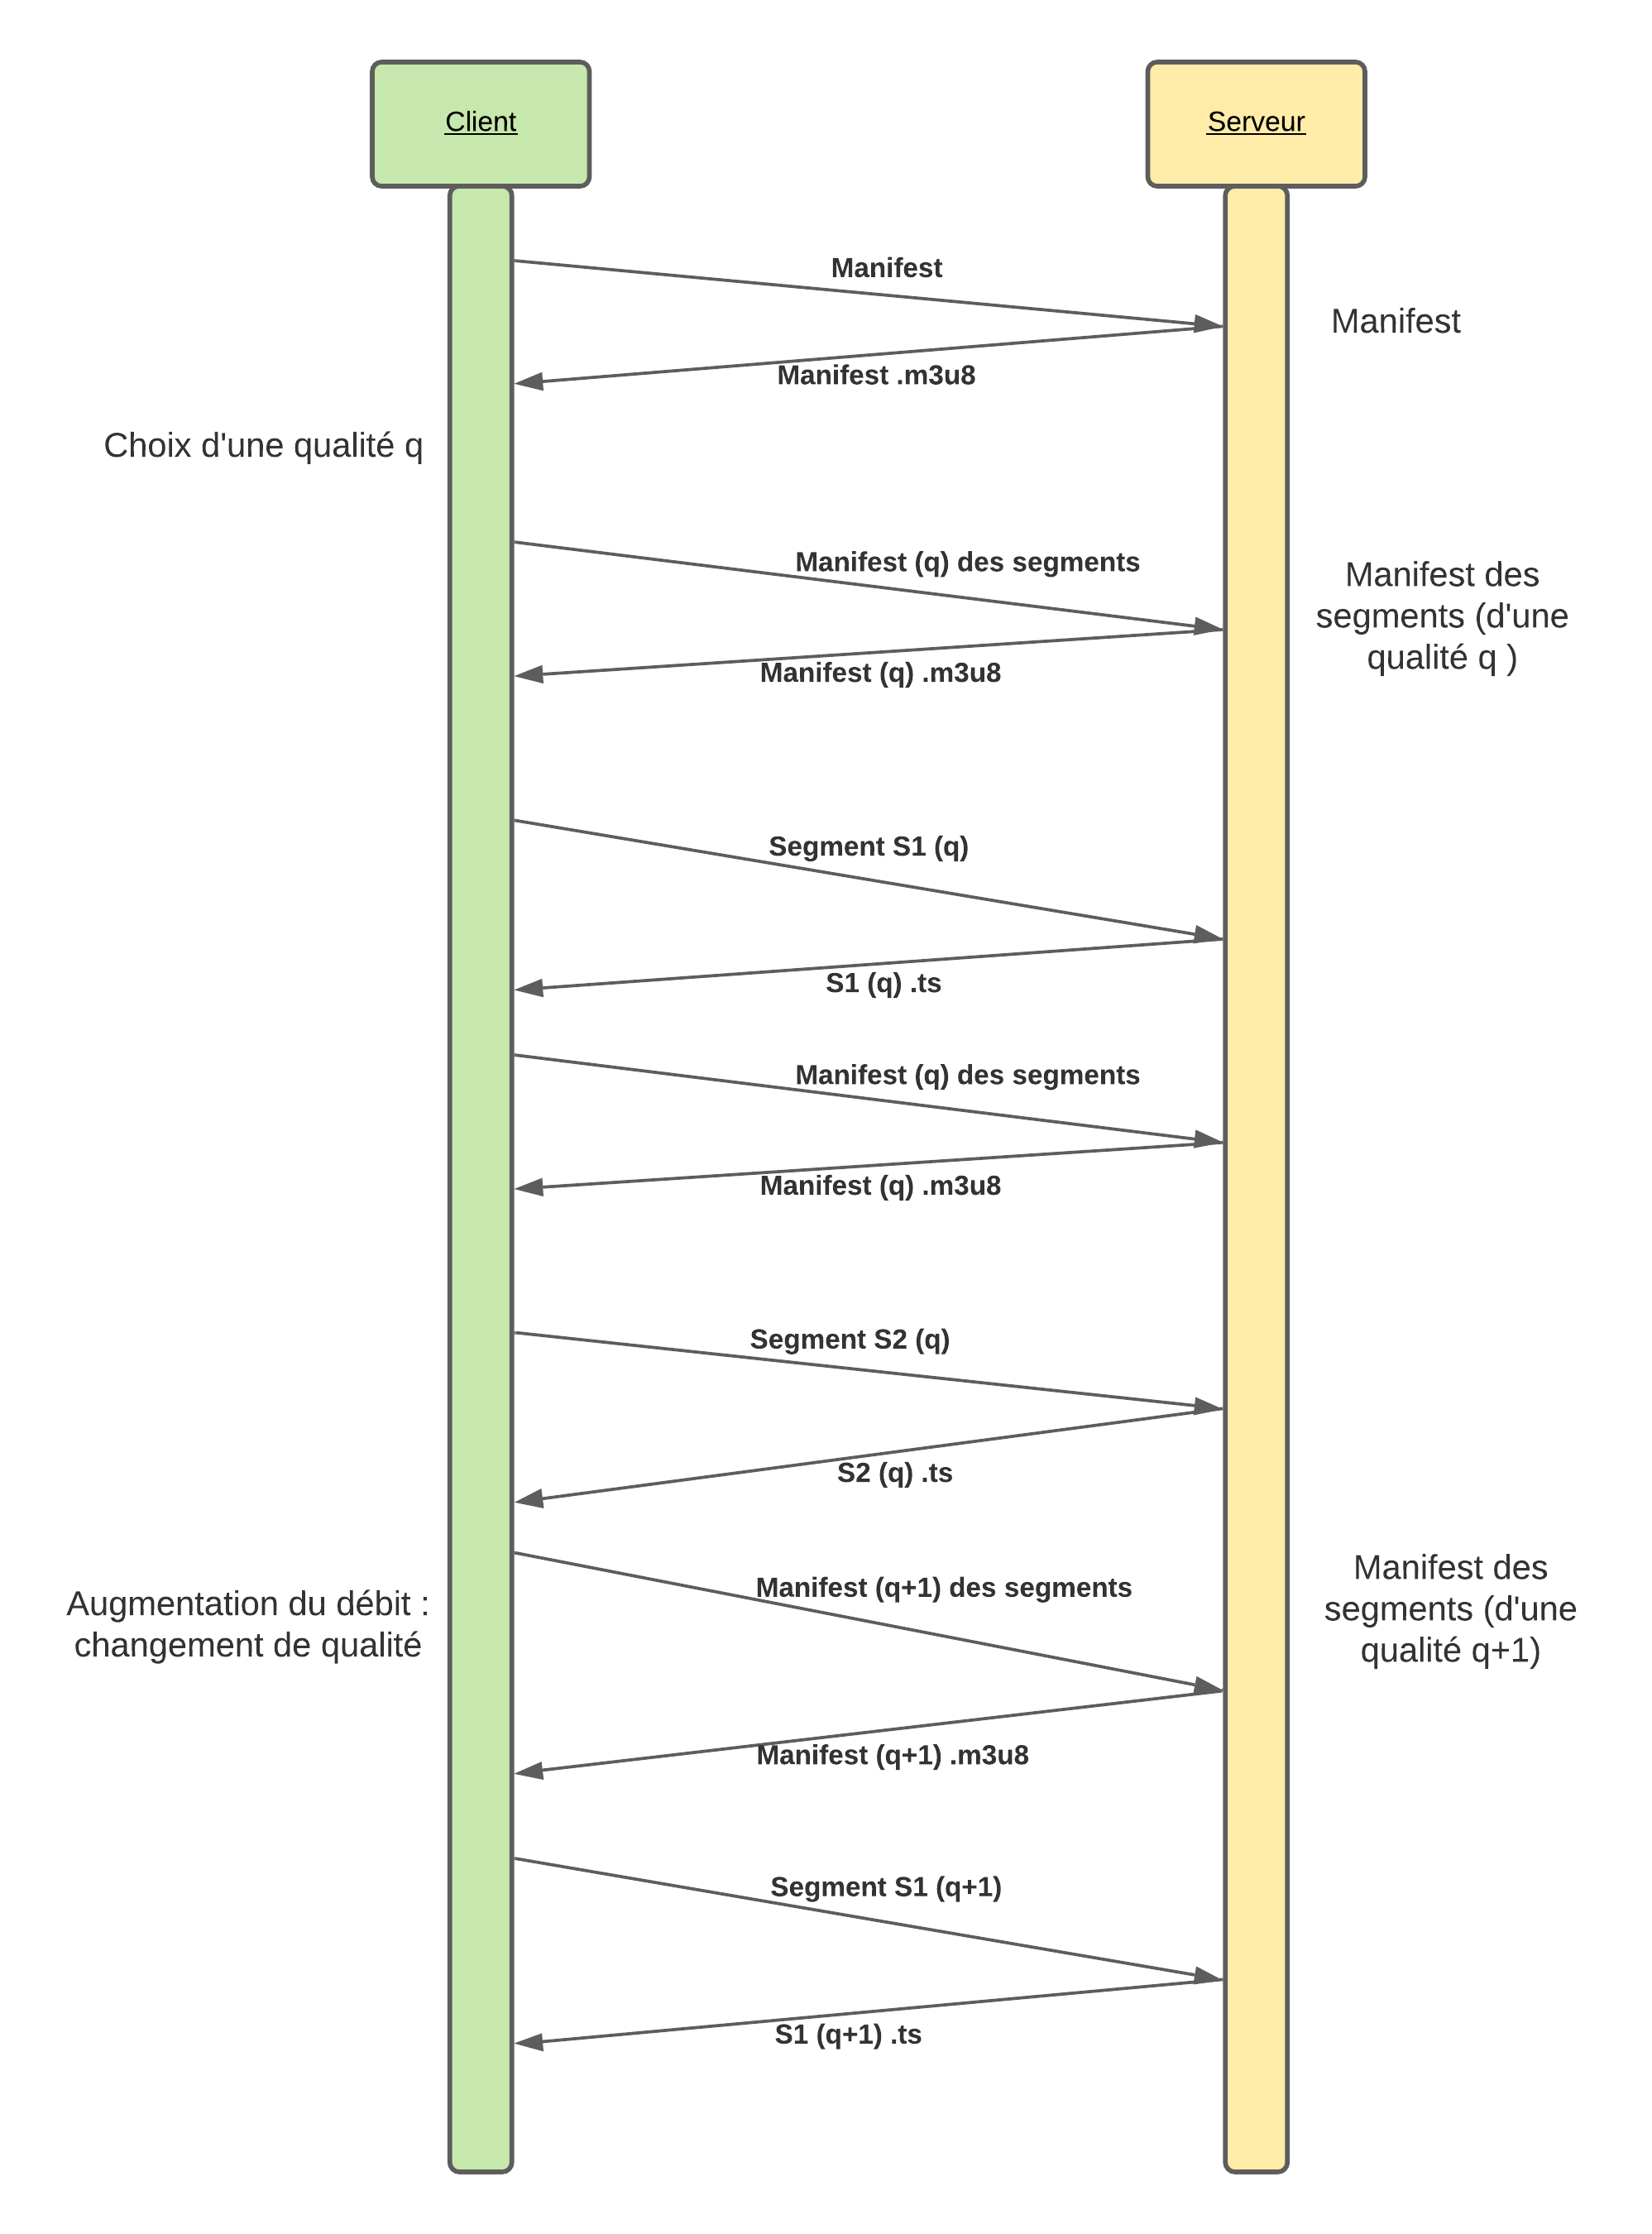 Client
Serveur
Manifest
Manifest
Manifest .m3u8
Choix d'une qualité q
Manifest (q) des segments
Manifest des
segments (d'une
qualité q )
Manifest (q) .m3u8
Segment S1 (q)
S1 (q) .ts
Manifest (q) des segments
Manifest (q) .m3u8
Segment S2 (q)
S2 (q) .ts
Augmentation du débit :
changement de qualité
Manifest (q+1) des segments
Manifest des
segments (d'une
qualité q+1)
Manifest (q+1) .m3u8
Segment S1 (q+1)
S1 (q+1) .ts